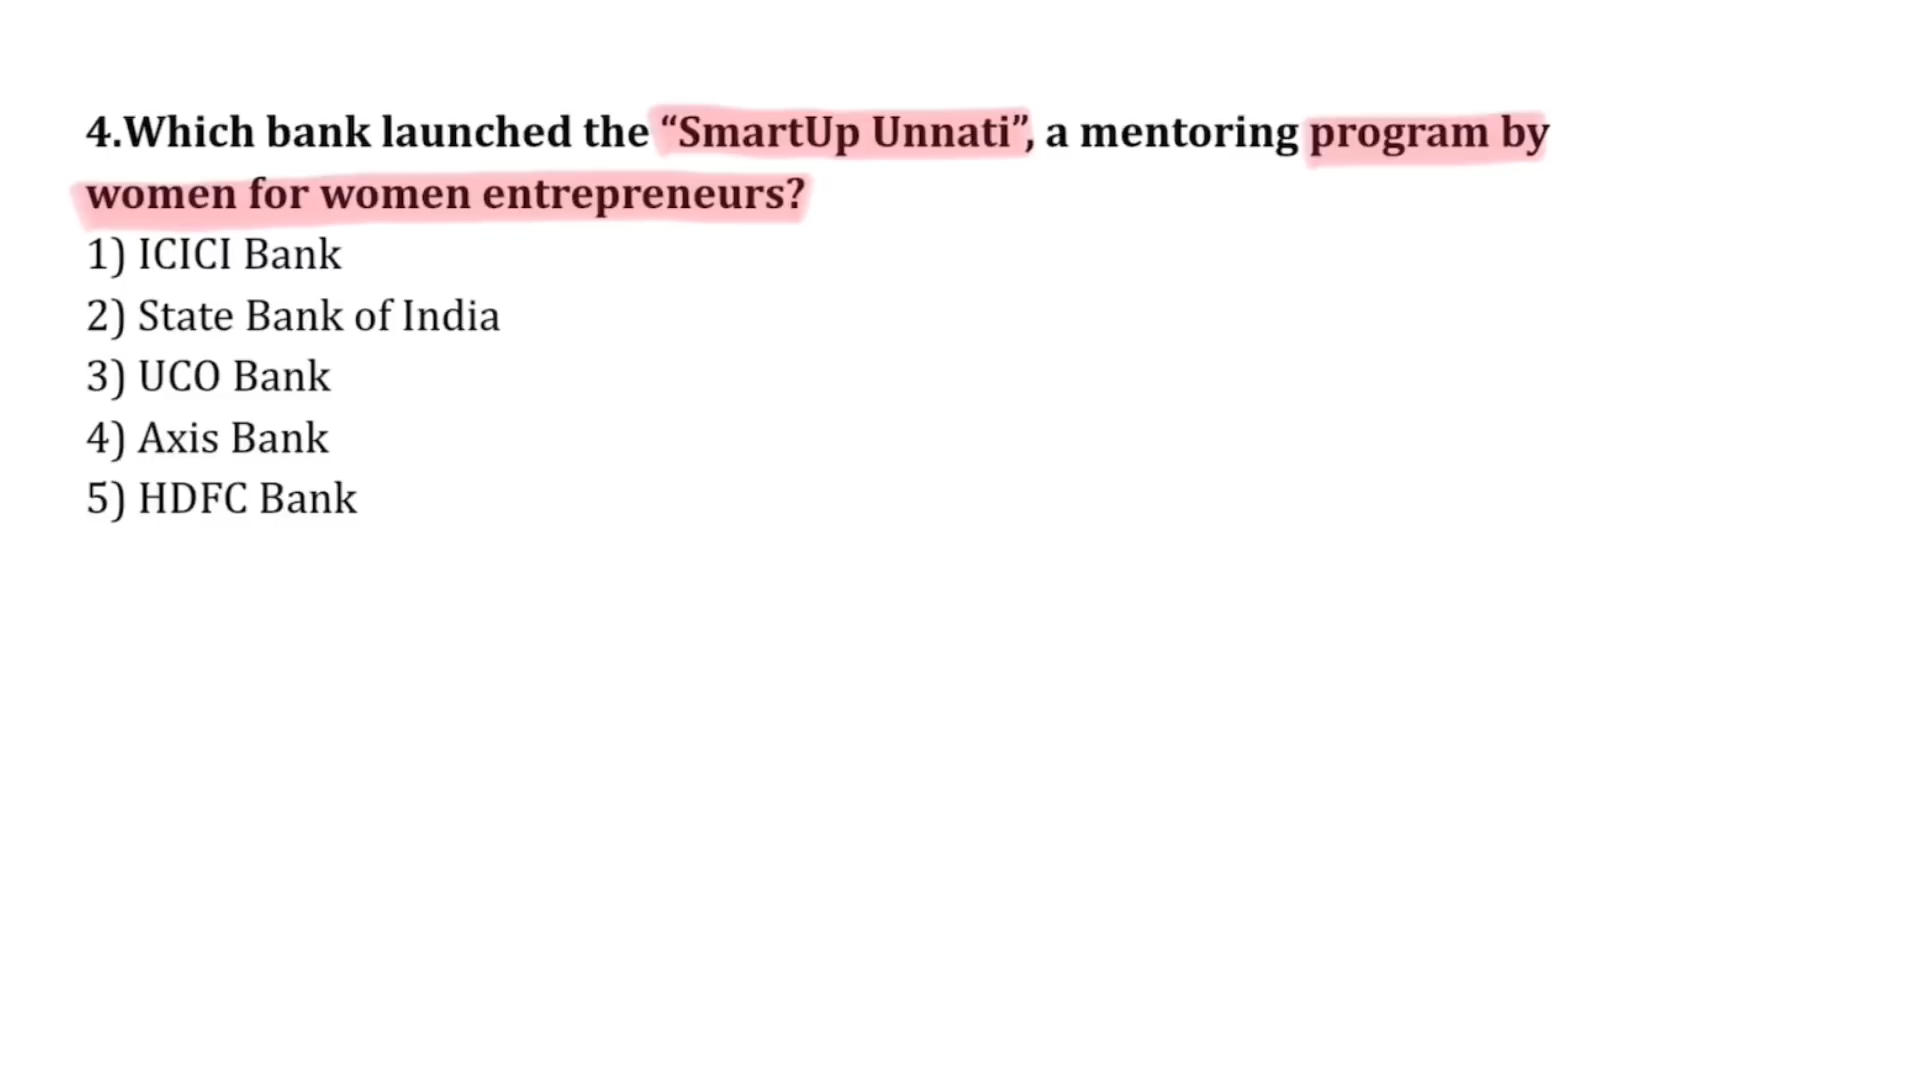 4.Which bank launched the “SmartUp Unnati”, a mentoring program by
women for women entrepreneurs?
1) ICICI Bank
2) State Bank of India
3) UCO Bank
4) Axis Bank
5) HDFC Bank